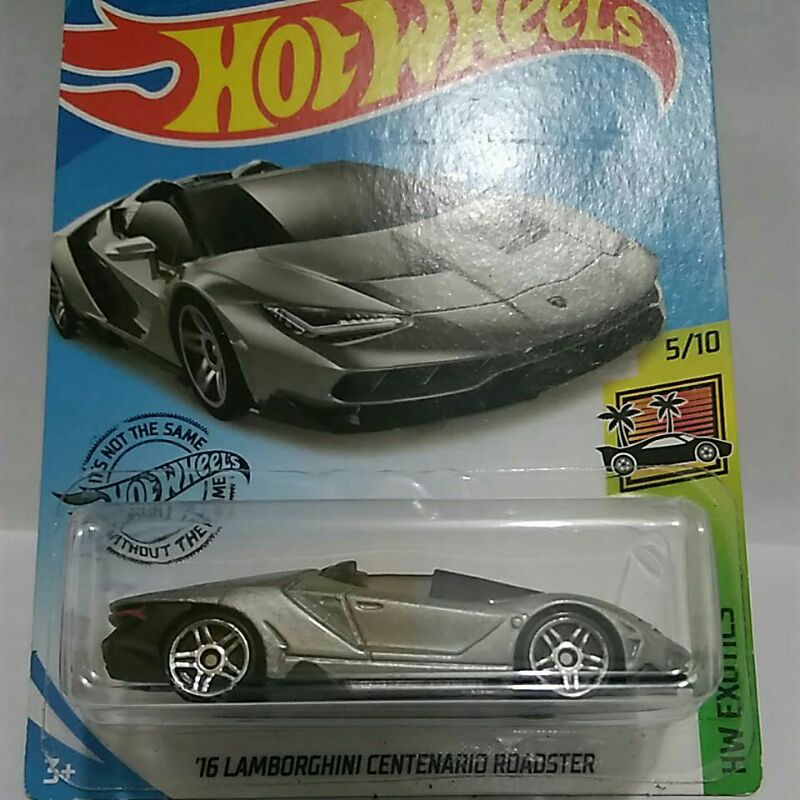 HOT WHEELS
5/10
IT'S NOT THE SAME
HOT WHEELS
WITHOUT THE
HW EXOTICS
'16 LAMBORGHINI CENTENARIO ROADSTER
3+